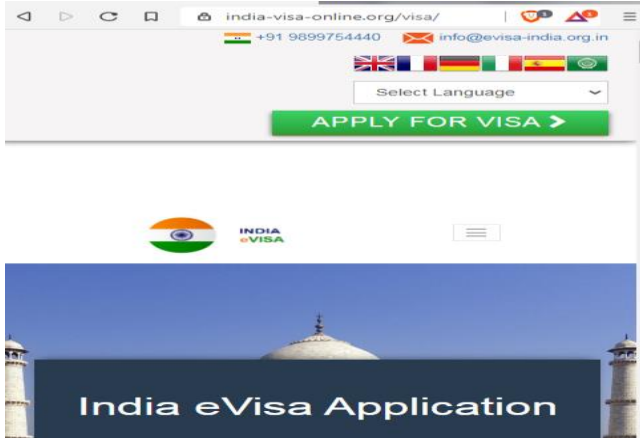 india-visa-online.org/visa/
+91 9899754440 info@evisa-india.org.in
Select Language
APPLY FOR VISA
INDIA
eVISA
India eVisa Application